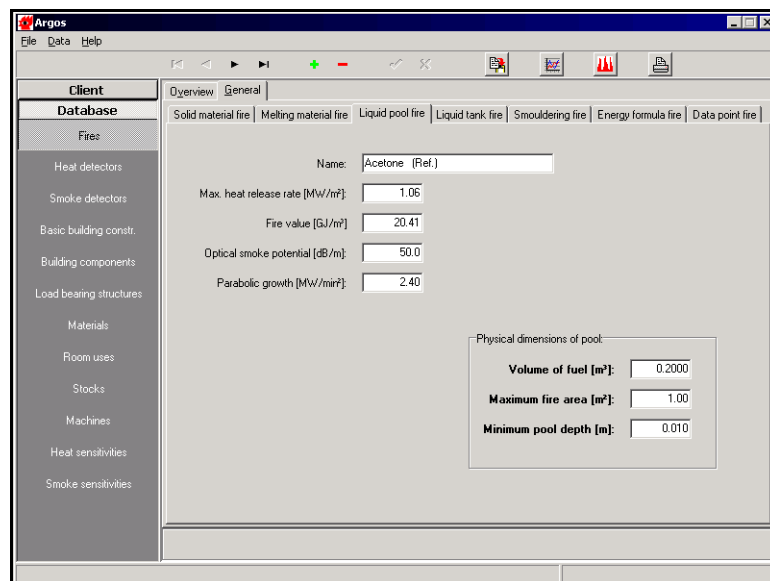 Argos
File Data Help
Client
Database
Fires
Heat detectors
Smoke detectors
Basic building constr.
Building components
Load bearing structures
Materials
Room uses
Stocks
Machines
Heat sensitivities
Smoke sensitivities
Overview General
Solid material fire Melting material fire Liquid pool fire Liquid tank fire Smouldering fire Energy formula fire Data point fire
Name: Acetone (Ref.)
Max. heat release rate [MW/m²]: 1.06
Fire value [GJ/m³] 20.41
Optical smoke potential [dB/m]: 50.0
Parabolic growth [MW/min²]: 2.40
Physical dimensions of pool:
Volume of fuel [m³]: 0.2000
Maximum fire area [m²]: 1.00
Minimum pool depth [m]: 0.010